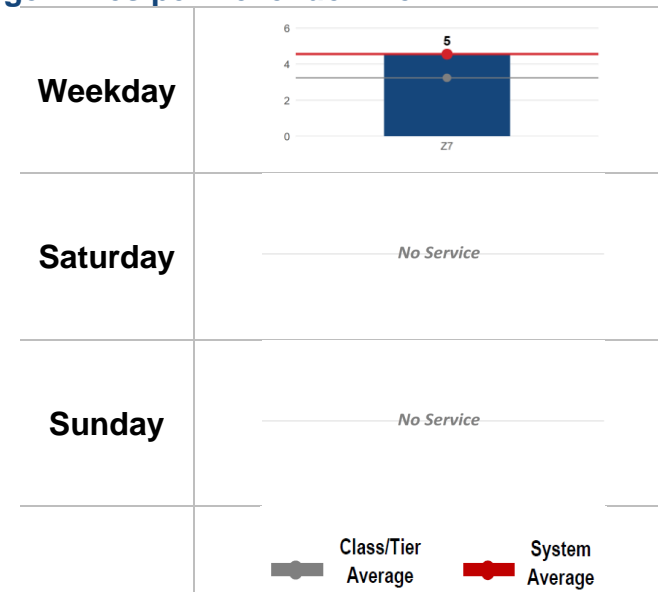 Weekday
6
5
4
2
0
Z7
Saturday
No Service
Sunday
No Service
Class/Tier
Average
System
Average